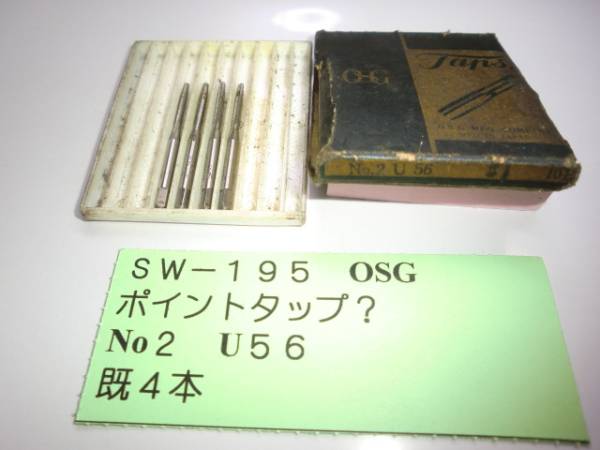 OSG
Taps
No.2 U 56
SW－195 OSG
ポイントタップ？
No２ U５６
既４本